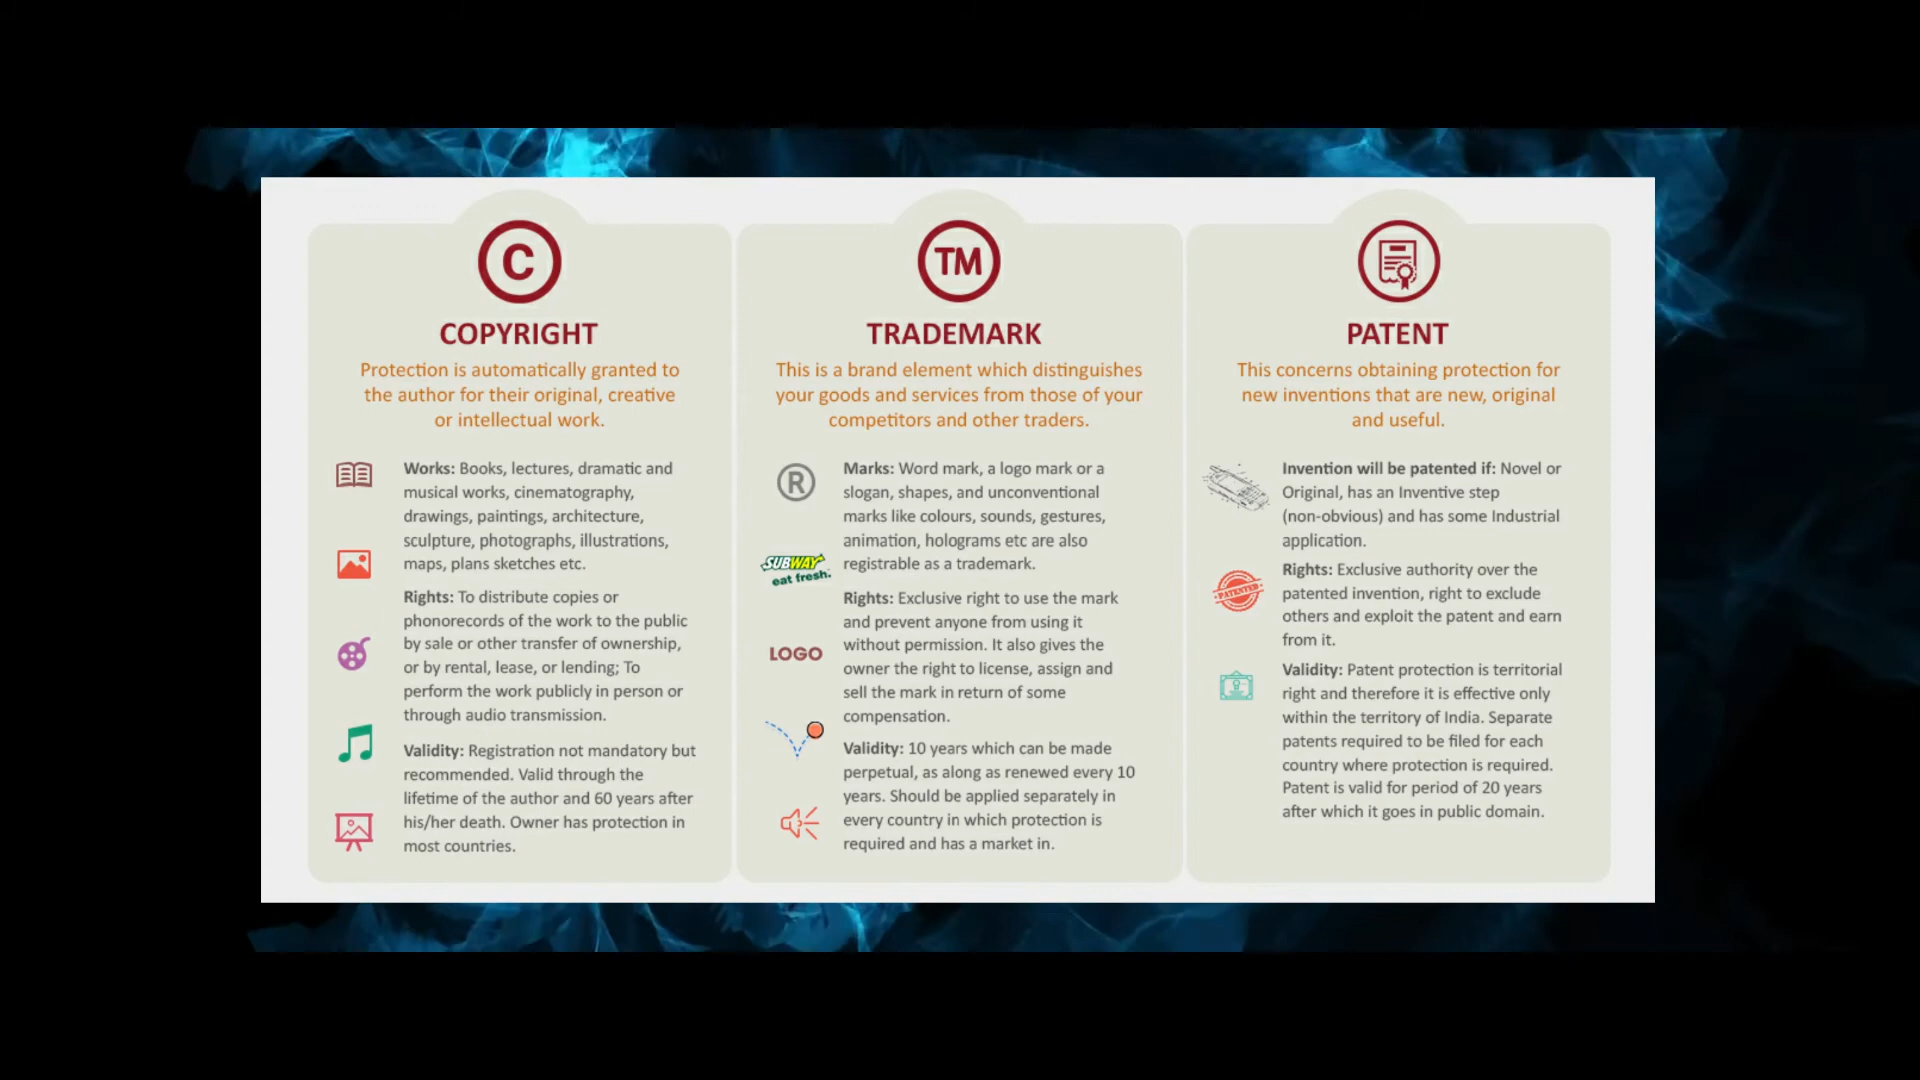 C
COPYRIGHT
Protection is automatically granted to
the author for their original, creative
or intellectual work.
Works: Books, lectures, dramatic and
musical works, cinematography,
drawings, paintings, architecture,
sculpture, photographs, illustrations,
maps, plans sketches etc.
Rights: To distribute copies or
phonorecords of the work to the public
by sale or other transfer of ownership,
or by rental, lease, or lending; To
perform the work publicly in person or
through audio transmission.
Validity: Registration not mandatory but
recommended. Valid through the
lifetime of the author and 60 years after
his/her death. Owner has protection in
most countries.
TM
TRADEMARK
This is a brand element which distinguishes
your goods and services from those of your
competitors and other traders.
R
SUBWAY
eat fresh.
LOGO
Marks: Word mark, a logo mark or a
slogan, shapes, and unconventional
marks like colours, sounds, gestures,
animation, holograms etc are also
registrable as a trademark.
Rights: Exclusive right to use the mark
and prevent anyone from using it
without permission. It also gives the
owner the right to license, assign and
sell the mark in return of some
compensation.
Validity: 10 years which can be made
perpetual, as along as renewed every 10
years. Should be applied separately in
every country in which protection is
required and has a market in.
PATENT
This concerns obtaining protection for
new inventions that are new, original
and useful.
PATENTED
Invention will be patented if: Novel or
Original, has an Inventive step
(non-obvious) and has some Industrial
application.
Rights: Exclusive authority over the
patented invention, right to exclude
others and exploit the patent and earn
from it.
Validity: Patent protection is territorial
right and therefore it is effective only
within the territory of India. Separate
patents required to be filed for each
country where protection is required.
Patent is valid for period of 20 years
after which it goes in public domain.